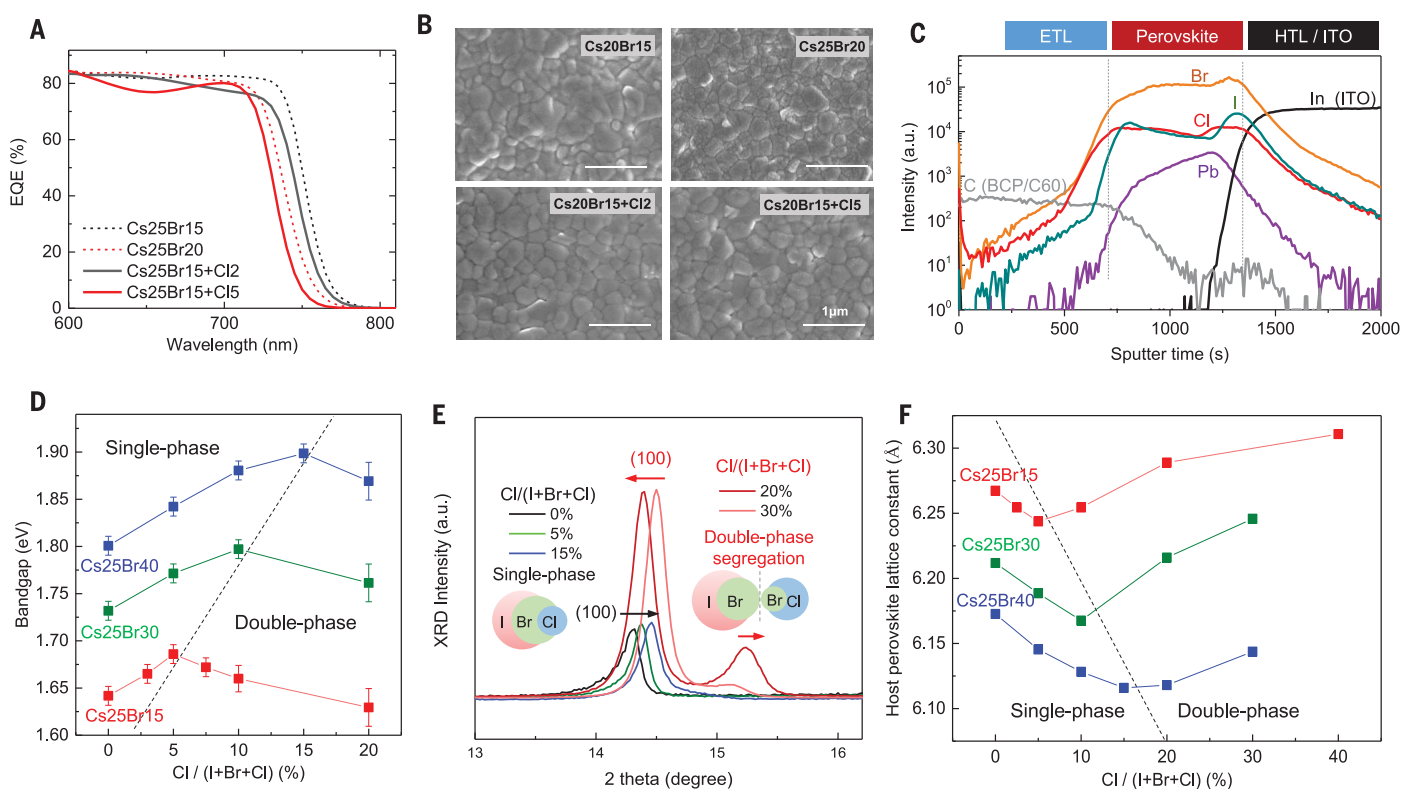 A
EQE (%)
80
60
40
20
0
Cs25Br15
Cs25Br20
Cs25Br15+Cl2
Cs25Br15+Cl5
600
700
800
Wavelength (nm)
B
Cs20Br15
Cs25Br20
Cs20Br15+Cl2
Cs20Br15+Cl5
1μm
C
ETL
Perovskite
HTL / ITO
Intensity (a.u.)
10^5
10^4
10^3
10^2
10^1
10^0
Br
I
In (ITO)
Cl
C (BCP/C60)
Pb
0
500
1000
1500
2000
Sputter time (s)
D
Bandgap (eV)
1.90
1.85
1.80
1.75
1.70
1.65
1.60
Single-phase
Cs25Br40
Cs25Br30
Double-phase
Cs25Br15
0
5
10
15
20
Cl / (I+Br+Cl) (%)
E
XRD Intensity (a.u.)
(100)
Cl/(I+Br+Cl)
0%
5%
15%
Single-phase
I
Br
Cl
(100)
Cl/(I+Br+Cl)
20%
30%
Double-phase
segregation
I
Br
Br
Cl
13
14
15
16
2 theta (degree)
F
Host perovskite lattice constant (Å)
6.30
6.25
6.20
6.15
6.10
Cs25Br15
Cs25Br30
Cs25Br40
Single-phase
Double-phase
0
10
20
30
40
Cl / (I+Br+Cl) (%)